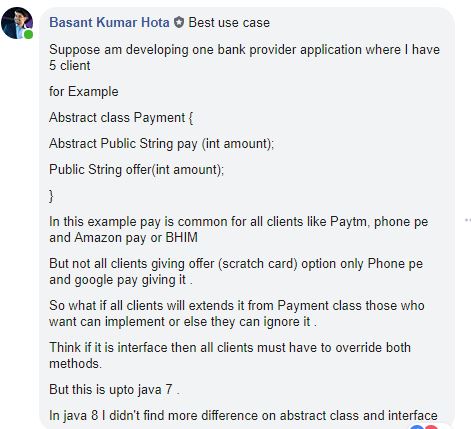 Basant Kumar Hota Best use case
Suppose am developing one bank provider application where I have
5 client
for Example
Abstract class Payment {
Abstract Public String pay (int amount);
Public String offer(int amount);
}
In this example pay is common for all clients like Paytm, phone pe
and Amazon pay or BHIM
But not all clients giving offer (scratch card) option only Phone pe
and google pay giving it .
So what if all clients will extends it from Payment class those who
want can implement or else they can ignore it .
Think if it is interface then all clients must have to override both
methods.
But this is upto java 7 .
In java 8 I didn't find more difference on abstract class and interface